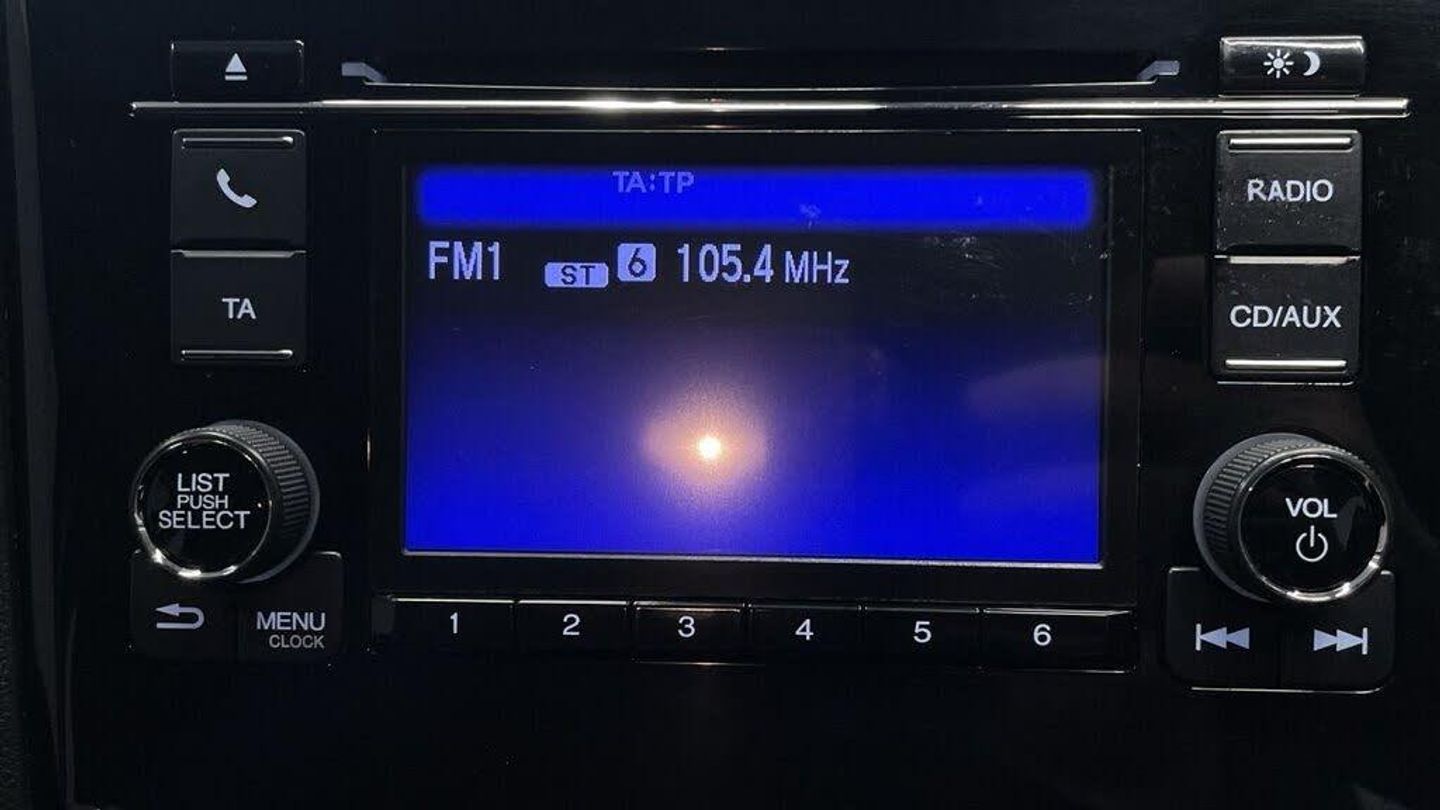 TA:TP
FM1 ST 6 105.4 MHz
RADIO
TA
CD/AUX
LIST
PUSH
SELECT
VOL
MENU
CLOCK
1 2 3 4 5 6